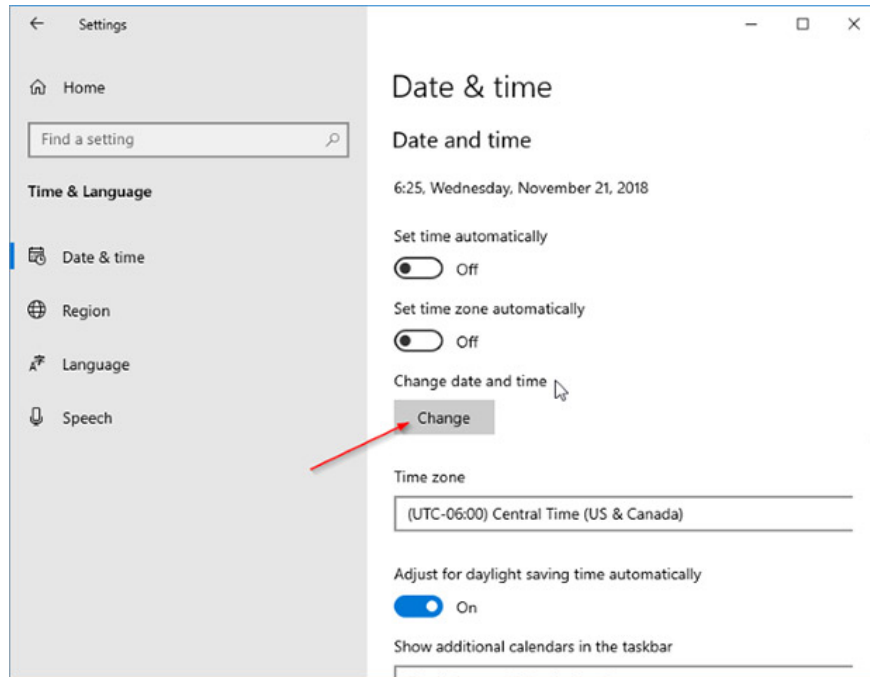 Settings
Home
Find a setting
Time & Language
Date & time
Region
Language
Speech
Date & time
Date and time
6:25, Wednesday, November 21, 2018
Set time automatically
Off
Set time zone automatically
Off
Change date and time
Change
Time zone
(UTC-06:00) Central Time (US & Canada)
Adjust for daylight saving time automatically
On
Show additional calendars in the taskbar